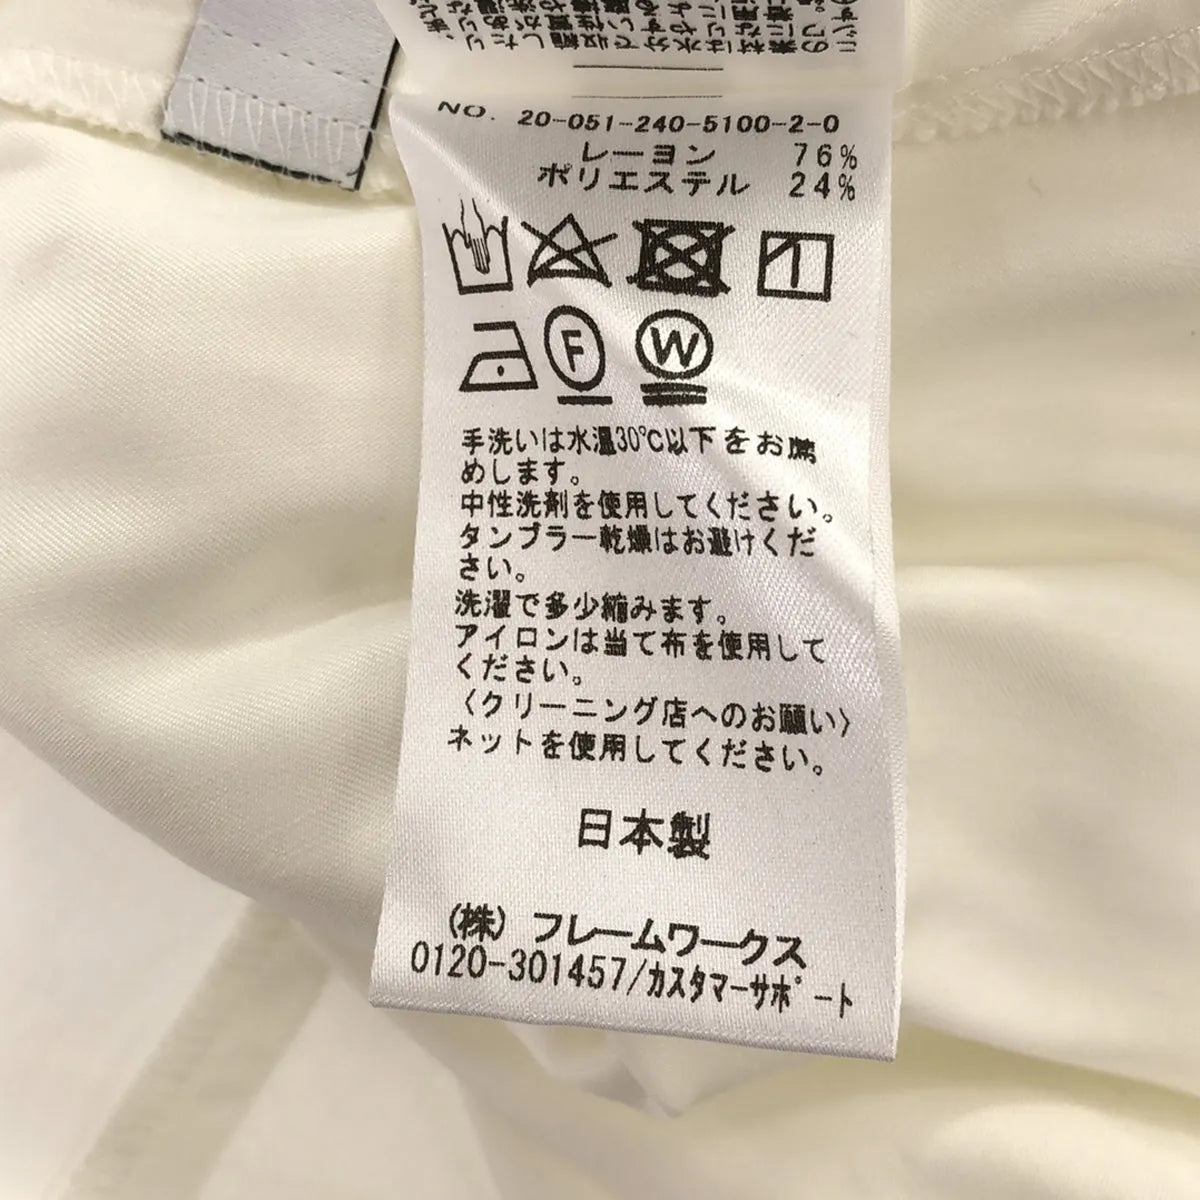 NO. 20-051-240-5100-2-0
レーヨン 76%
ポリエステル 24%
F
W
手洗いは水温30℃以下をお薦
めします。
中性洗剤を使用してください。
タンブラー乾燥はお避けくだ
さい。
洗濯で多少縮みます。
アイロンは当て布を使用して
ください。
〈クリーニング店へのお願い〉
ネットを使用してください。
日本製
(株) フレームワークス
0120-301457/カスタマーサポート